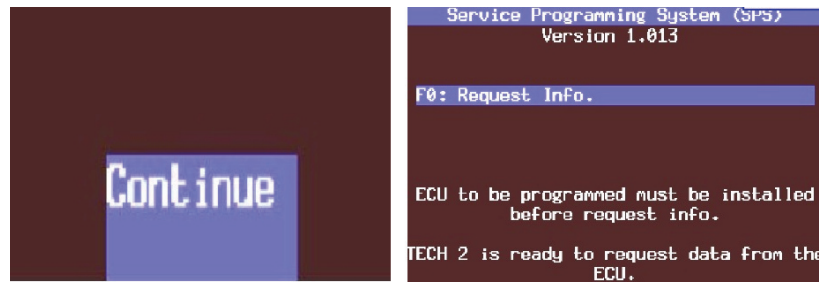 Continue
Service Programming System (SPS)
Version 1.013
F0: Request Info.
ECU to be programmed must be installed
before request info.
TECH 2 is ready to request data from the
ECU.